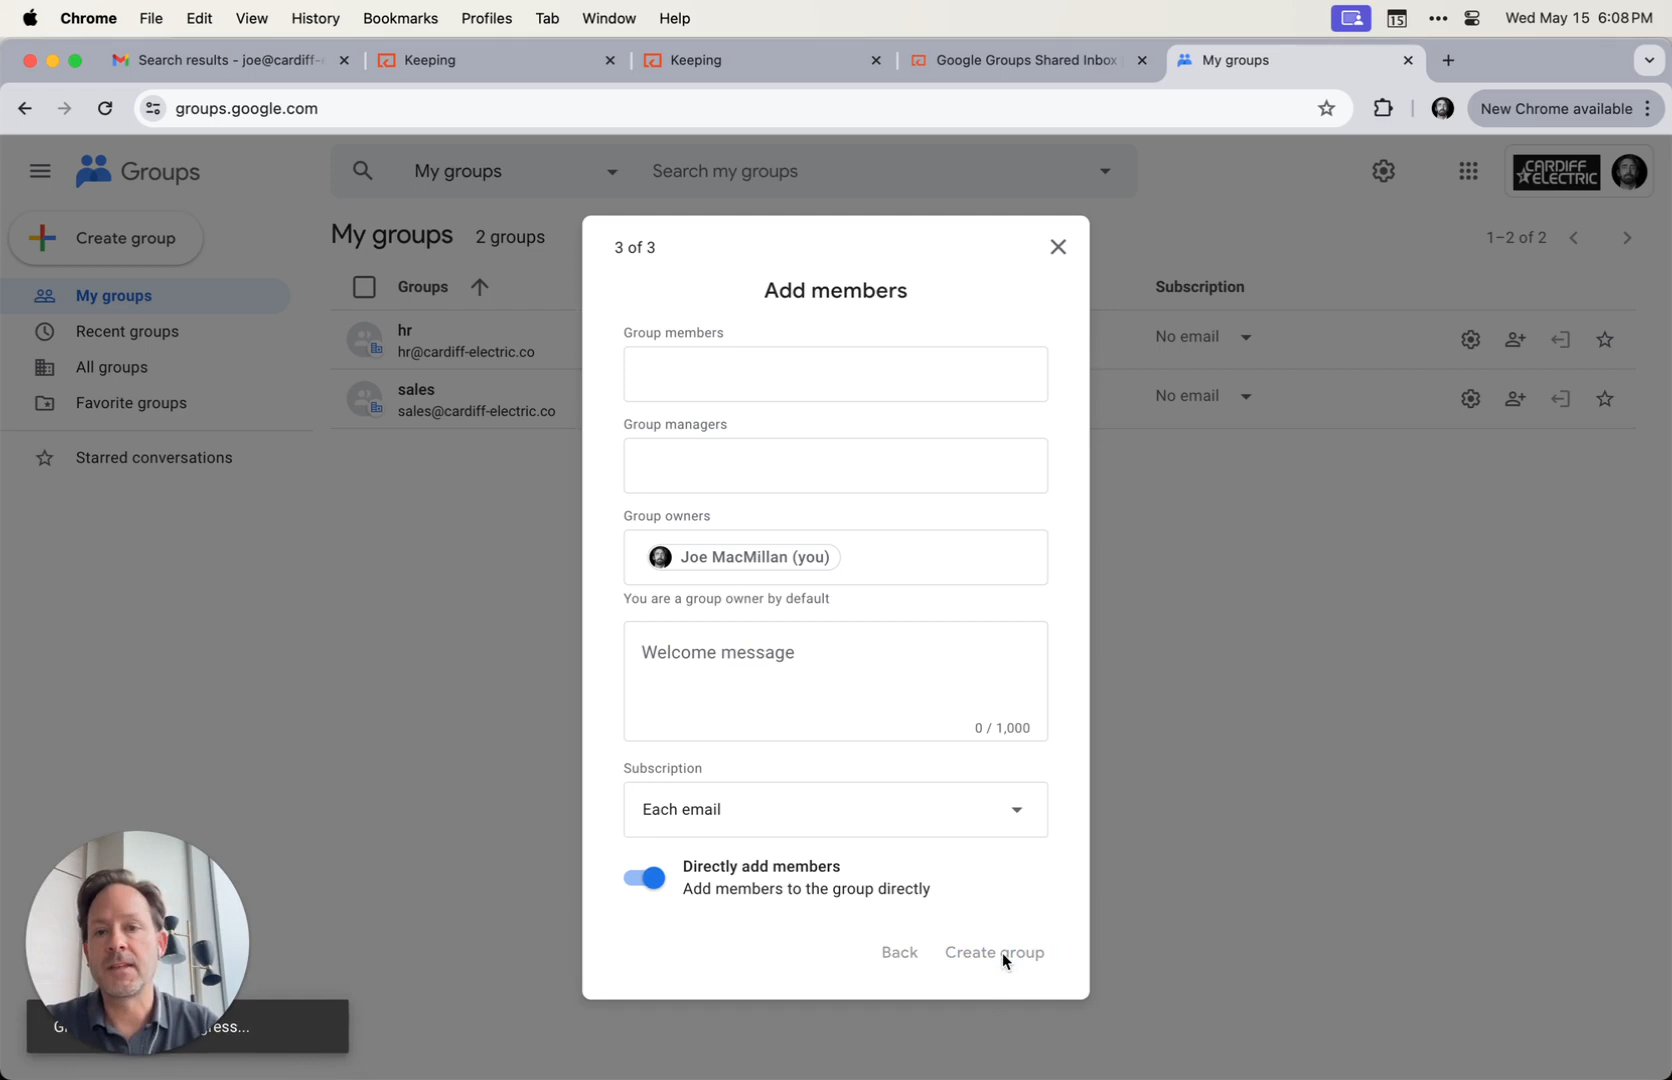 Chrome File Edit View History Bookmarks Profiles Tab Window Help
15 Wed May 15 6:08 PM
Search results - joe@cardiff-
Keeping
Keeping
Google Groups Shared Inbox
My groups
groups.google.com
New Chrome available
Groups
My groups
Search my groups
CARDIFF
ELECTRIC
Create group
My groups 2 groups
1–2 of 2
My groups
Recent groups
All groups
Favorite groups
Starred conversations
Groups
Subscription
hr
hr@cardiff-electric.co
No email
sales
sales@cardiff-electric.co
No email
3 of 3
Add members
Group members
Group managers
Group owners
Joe MacMillan (you)
You are a group owner by default
Welcome message
0 / 1,000
Subscription
Each email
Directly add members
Add members to the group directly
Back
Create group